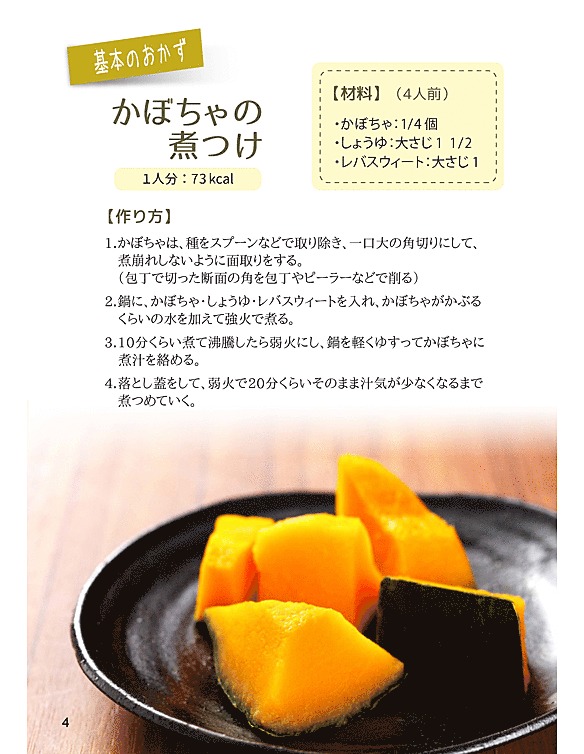 基本のおかず
かぼちゃの
煮つけ
1人分：73kcal
【材料】（4人前）
・かぼちゃ：1/4個
・しょうゆ：大さじ1 1/2
・レバスウィート：大さじ1
【作り方】
1.かぼちゃは、種をスプーンなどで取り除き、一口大の角切りにして、
煮崩れしないように面取りをする。
（包丁で切った断面の角を包丁やピーラーなどで削る）
2.鍋に、かぼちゃ・しょうゆ・レバスウィートを入れ、かぼちゃがかぶる
くらいの水を加えて強火で煮る。
3.10分くらい煮て沸騰したら弱火にし、鍋を軽くゆすってかぼちゃに
煮汁を絡める。
4.落とし蓋をして、弱火で20分くらいそのまま汁気が少なくなるまで
煮つめていく。
4